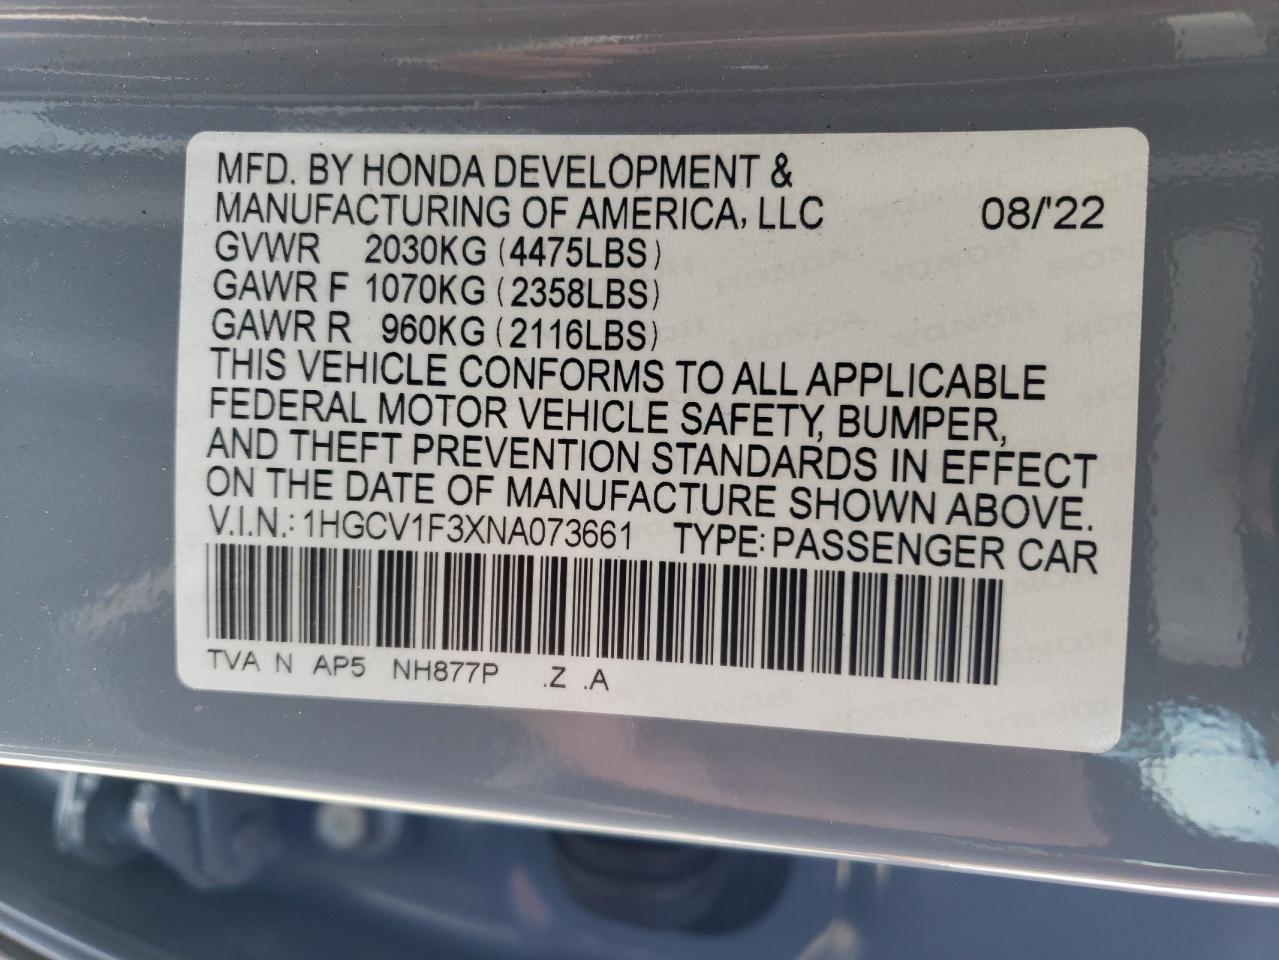 MFD. BY HONDA DEVELOPMENT &
MANUFACTURING OF AMERICA, LLC 08/'22
GVWR 2030KG (4475LBS)
GAWR F 1070KG (2358LBS)
GAWR R 960KG (2116LBS)
THIS VEHICLE CONFORMS TO ALL APPLICABLE
FEDERAL MOTOR VEHICLE SAFETY, BUMPER,
AND THEFT PREVENTION STANDARDS IN EFFECT
ON THE DATE OF MANUFACTURE SHOWN ABOVE.
V.I.N.: 1HGCV1F3XNA073661 TYPE: PASSENGER CAR
TVA N AP5 NH877P .Z .A